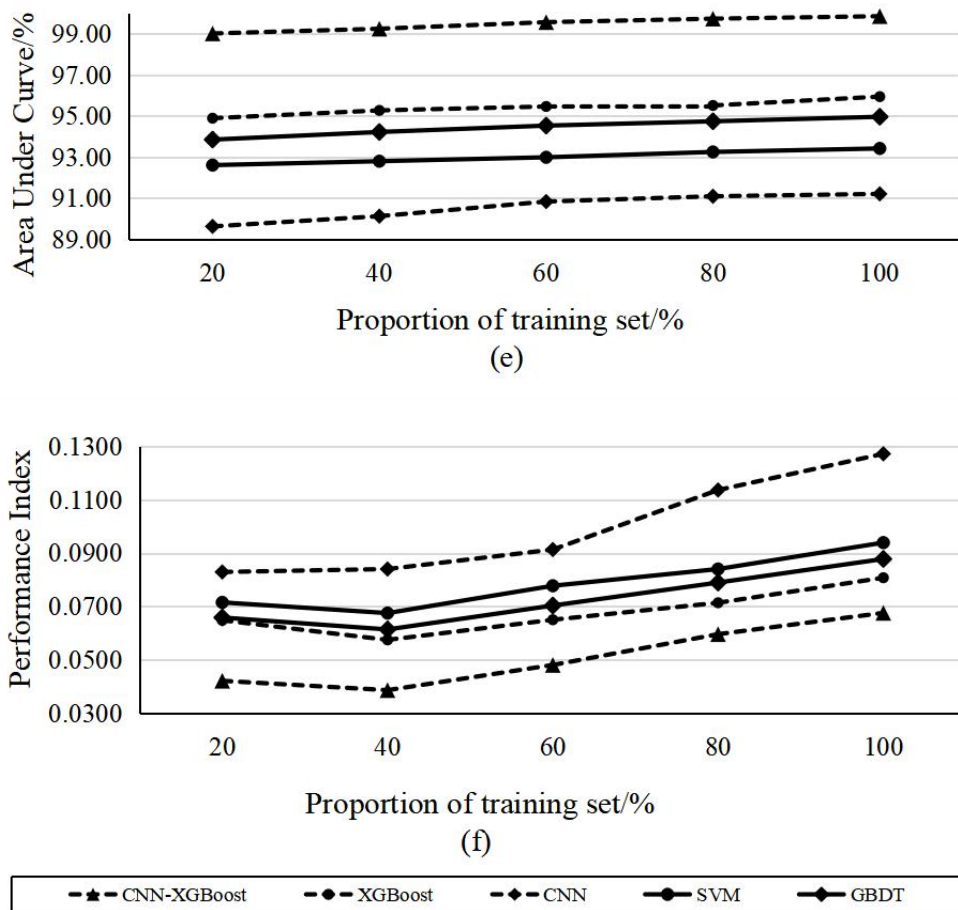 Area Under Curve/%
99.00
97.00
95.00
93.00
91.00
89.00
20 40 60 80 100
Proportion of training set/%
(e)
Performance Index
0.1300
0.1100
0.0900
0.0700
0.0500
0.0300
20 40 60 80 100
Proportion of training set/%
(f)
CNN-XGBoost XGBoost CNN SVM GBDT